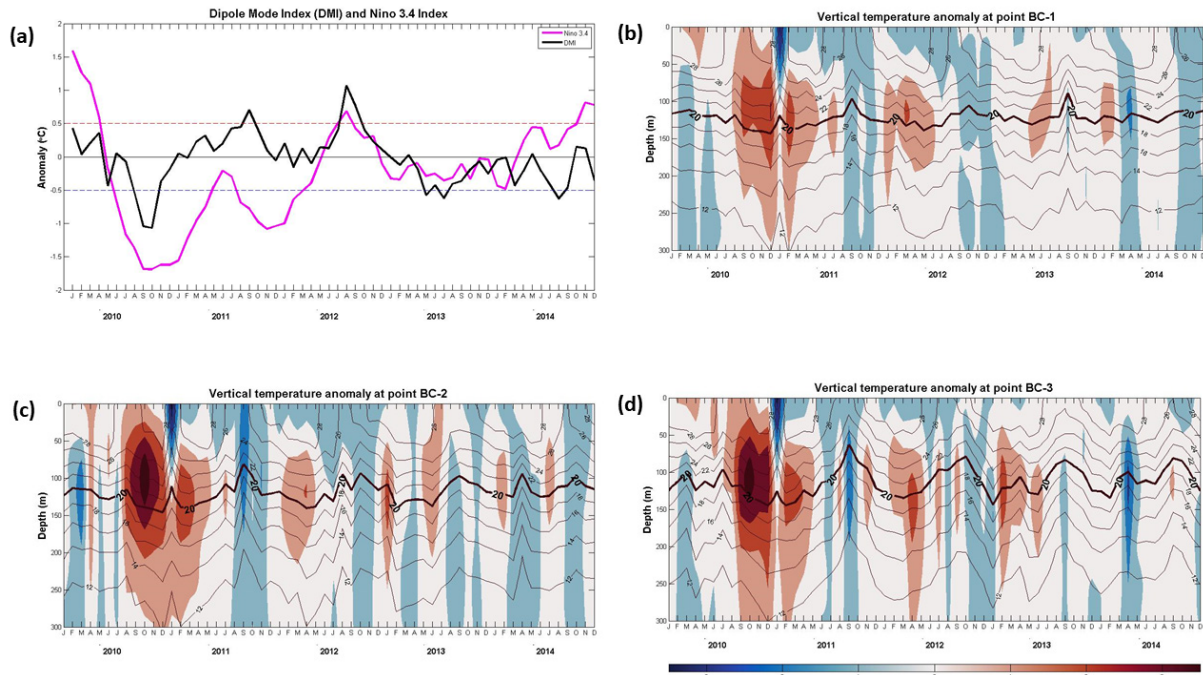 (a)
Dipole Mode Index (DMI) and Nino 3.4 Index
Nino 3.4
DMI
Anomaly (ºC)
2
1.5
1
0.5
0
-0.5
-1
-1.5
-2
J F M A M J J A S O N D J F M A M J J A S O N D J F M A M J J A S O N D J F M A M J J A S O N D J F M A M J J A S O N D
2010 2011 2012 2013 2014
(b)
Vertical temperature anomaly at point BC-1
Depth (m)
0
50
100
150
200
250
300
J F M A M J J A S O N D J F M A M J J A S O N D J F M A M J J A S O N D J F M A M J J A S O N D J F M A M J J A S O N D
2010 2011 2012 2013 2014
(c)
Vertical temperature anomaly at point BC-2
Depth (m)
0
50
100
150
200
250
300
J F M A M J J A S O N D J F M A M J J A S O N D J F M A M J J A S O N D J F M A M J J A S O N D J F M A M J J A S O N D
2010 2011 2012 2013 2014
(d)
Vertical temperature anomaly at point BC-3
Depth (m)
0
50
100
150
200
250
300
J F M A M J J A S O N D J F M A M J J A S O N D J F M A M J J A S O N D J F M A M J J A S O N D J F M A M J J A S O N D
2010 2011 2012 2013 2014